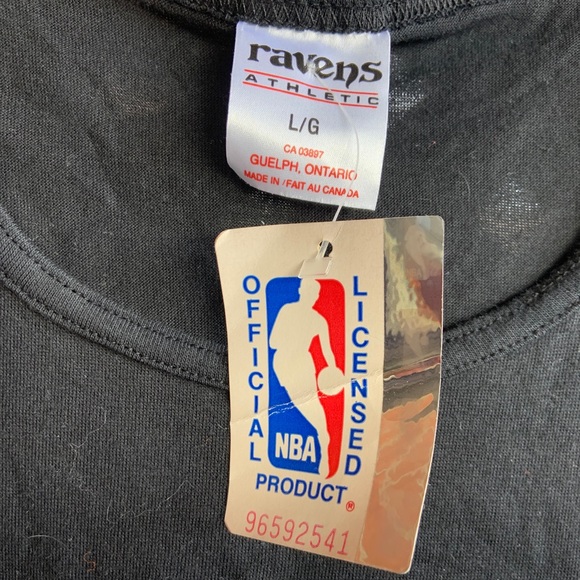 ravens
ATHLETIC
L/G
CA 03897
GUELPH, ONTARIO
MADE IN / FAIT AU CANADA
OFFICIAL
LICENSED
NBA
PRODUCT®
96592541